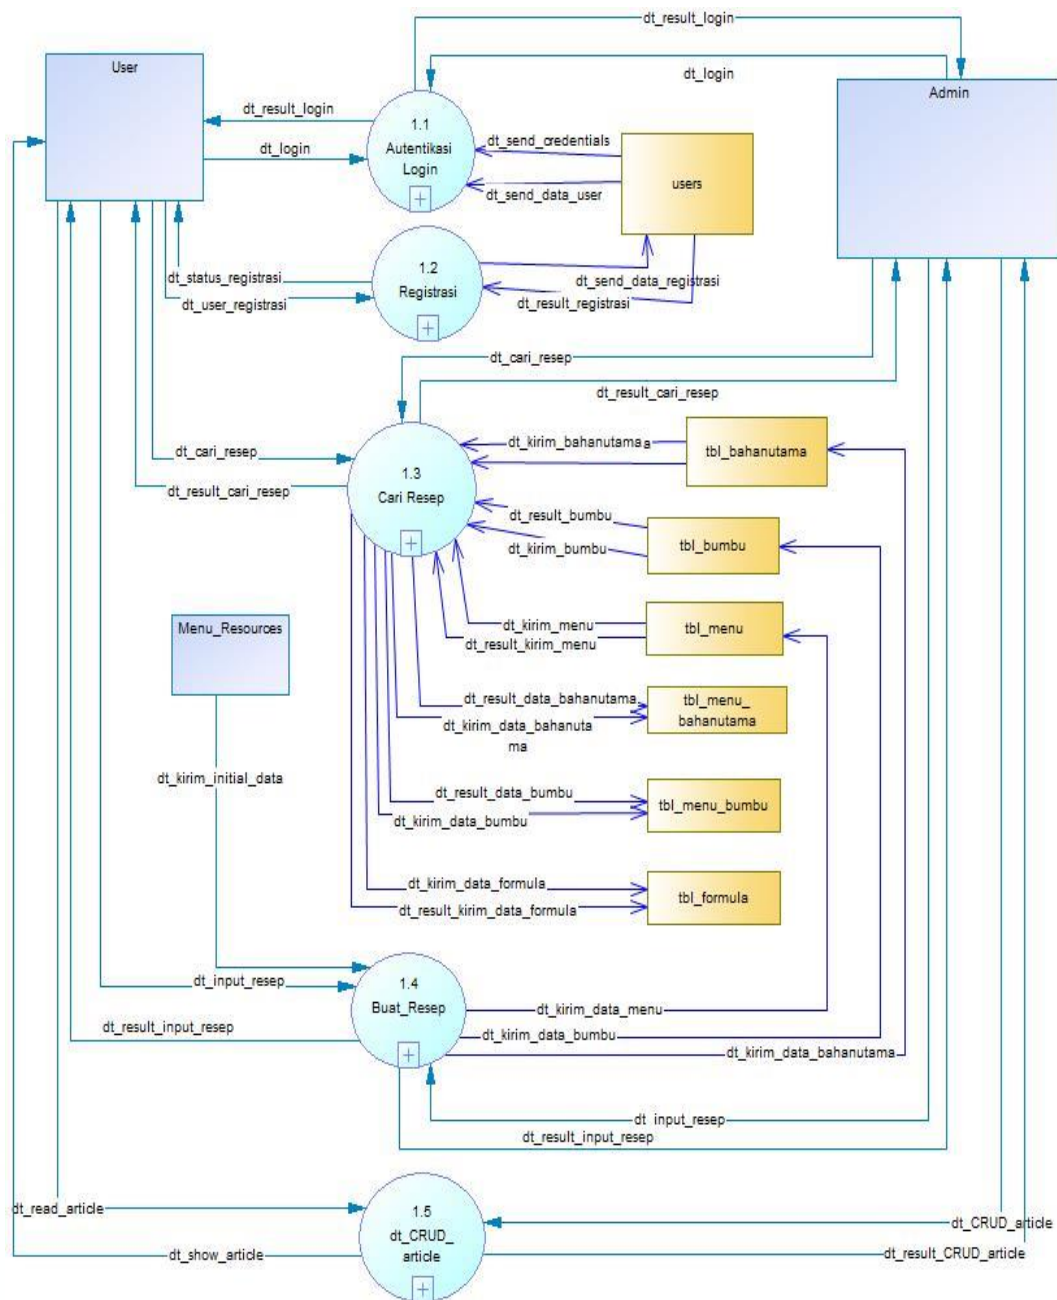 dt_result_login
User
dt_login
Admin
dt_result_login
1.1
Autentikasi
Login
dt_send_credentials
dt_login
users
dt_send_data_user
1.2
Registrasi
dt_status_registrasi
dt_send_data_registrasi
dt_user_registrasi
dt_result_registrasi
dt_cari_resep
dt_result_cari_resep
dt_kirim_bahanutama
a
tbl_bahanutama
dt_cari_resep
1.3
Cari Resep
dt_result_cari_resep
dt_result_bumbu
dt_kirim_bumbu
tbl_bumbu
Menu_Resources
dt_kirim_menu
dt_result_kirim_menu
tbl_menu
dt_result_data_bahanutama
tbl_menu_
bahanutama
dt_kirim_data_bahanuta
ma
dt_kirim_initial_data
dt_result_data_bumbu
dt_kirim_data_bumbu
tbl_menu_bumbu
dt_kirim_data_formula
dt_result_kirim_data_formula
tbl_formula
dt_input_resep
1.4
Buat_Resep
dt_kirim_data_menu
dt_result_input_resep
dt_kirim_data_bumbu
dt_kirim_data_bahanutama
dt_input_resep
dt_result_input_resep
dt_read_article
1.5
dt_CRUD_
article
dt_CRUD_article
dt_show_article
dt_result_CRUD_article